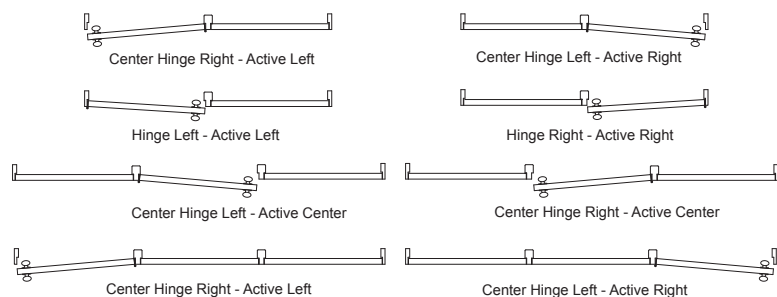 Center Hinge Right - Active Left
Center Hinge Left - Active Right
Hinge Left - Active Left
Hinge Right - Active Right
Center Hinge Left - Active Center
Center Hinge Right - Active Center
Center Hinge Right - Active Left
Center Hinge Left - Active Right